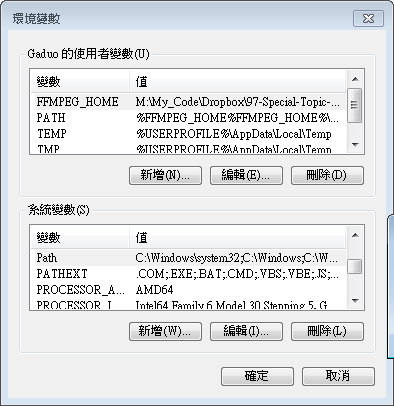 環境變數
Gaduo 的使用者變數(U)
變數 值
FFMPEG_HOME M:\My_Code\Dropbox\97-Special-Topic-...
PATH %FFMPEG_HOME%FFMPEG_HOME%\...
TEMP %USERPROFILE%\AppData\Local\Temp
TMP %USERPROFILE%\AppData\Local\Temp
新增(N)... 編輯(E)... 刪除(D)
系統變數(S)
變數 值
Path C:\Windows\system32;C:\Windows;C:\W...
PATHEXT .COM;.EXE;.BAT;.CMD;.VBS;.VBE;.JS;...
PROCESSOR_A... AMD64
PROCESSOR_I... Intel64 Family 6 Model 30 Stepping 5, G...
新增(W)... 編輯(I)... 刪除(L)
確定 取消